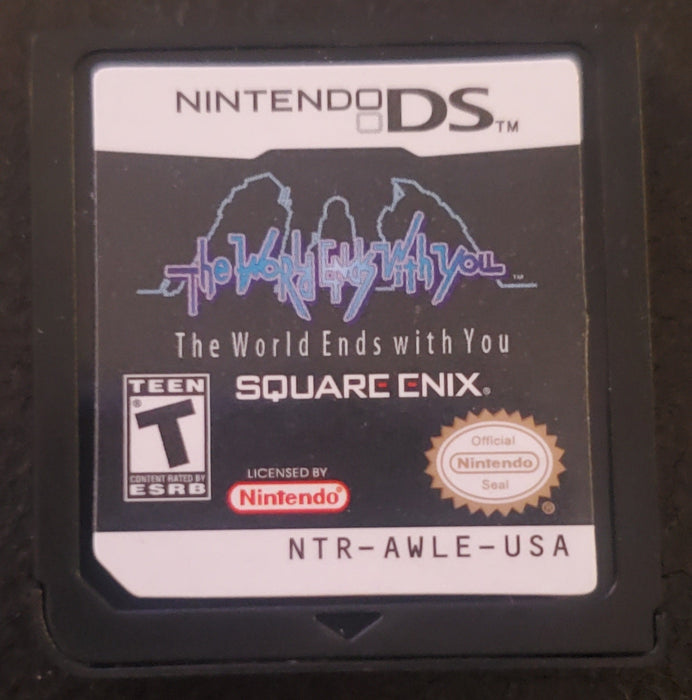 NINTENDO DS™
The World Ends With You™
The World Ends with You
SQUARE ENIX®
TEEN
®
T
CONTENT RATED BY
ESRB
LICENSED BY
Nintendo®
Official
Nintendo
Seal
®
NTR-AWLE-USA